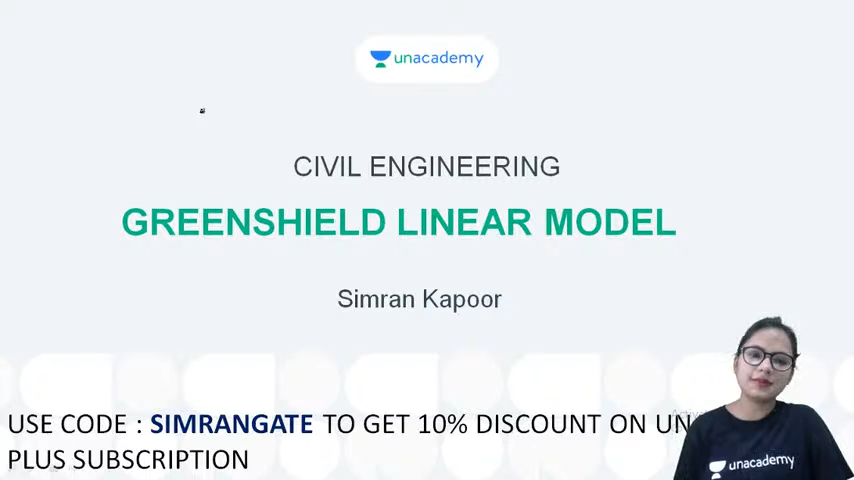 unacademy
CIVIL ENGINEERING
GREENSHIELD LINEAR MODEL
Simran Kapoor
USE CODE : SIMRANGATE TO GET 10% DISCOUNT ON UN
PLUS SUBSCRIPTION
unacademy